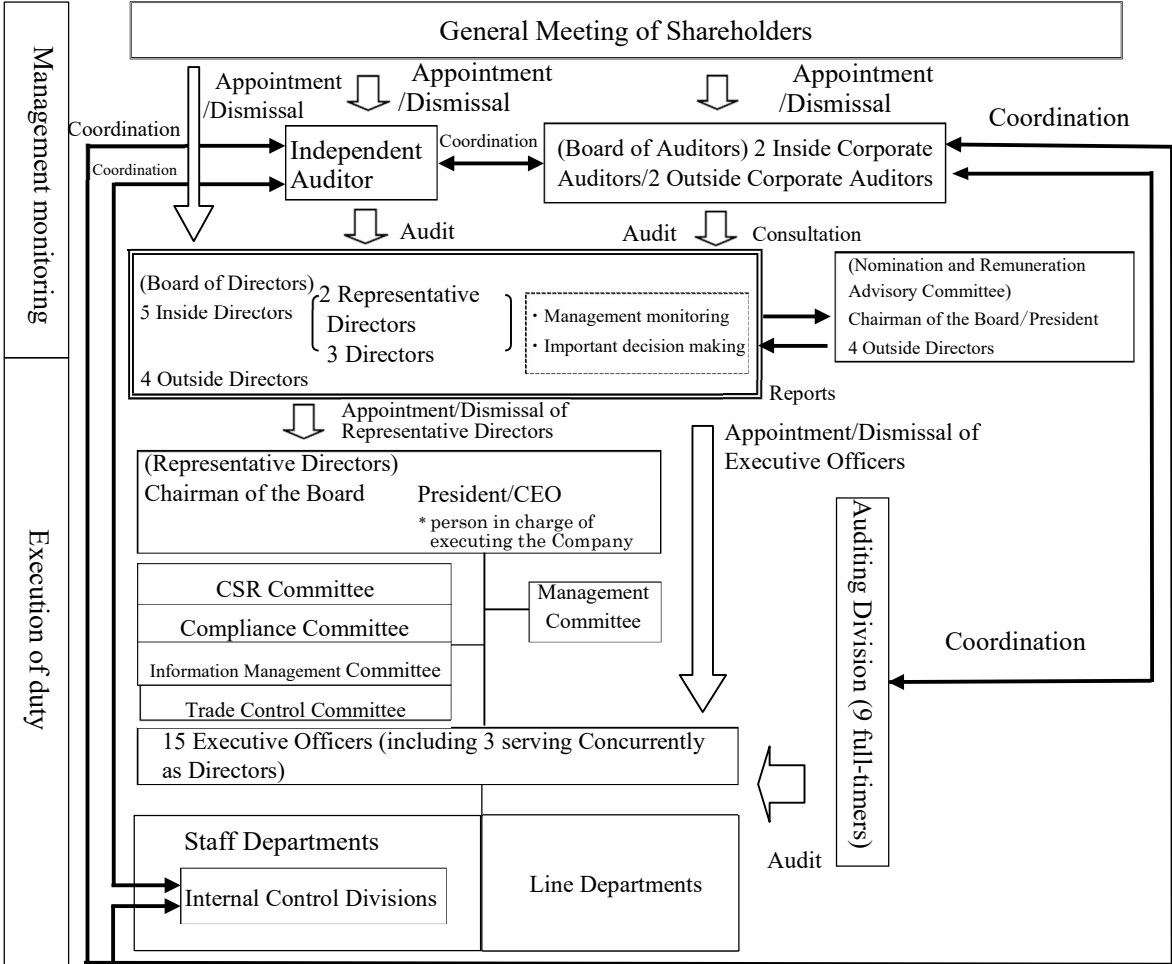 Management monitoring
Execution of duty
General Meeting of Shareholders
Appointment
/Dismissal
Appointment
/Dismissal
Appointment
/Dismissal
Coordination
Coordination
Coordination
Coordination
Independent
Auditor
(Board of Auditors) 2 Inside Corporate
Auditors/2 Outside Corporate Auditors
Audit
Audit
Consultation
(Board of Directors)
5 Inside Directors
4 Outside Directors
2 Representative
Directors
3 Directors
・Management monitoring
・Important decision making
(Nomination and Remuneration
Advisory Committee)
Chairman of the Board/President
4 Outside Directors
Reports
Appointment/Dismissal of
Representative Directors
Appointment/Dismissal of
Executive Officers
(Representative Directors)
Chairman of the Board
President/CEO
* person in charge of
executing the Company
CSR Committee
Compliance Committee
Information Management Committee
Trade Control Committee
Management
Committee
Auditing Division (9 full-timers)
Coordination
15 Executive Officers (including 3 serving Concurrently
as Directors)
Audit
Staff Departments
Internal Control Divisions
Line Departments